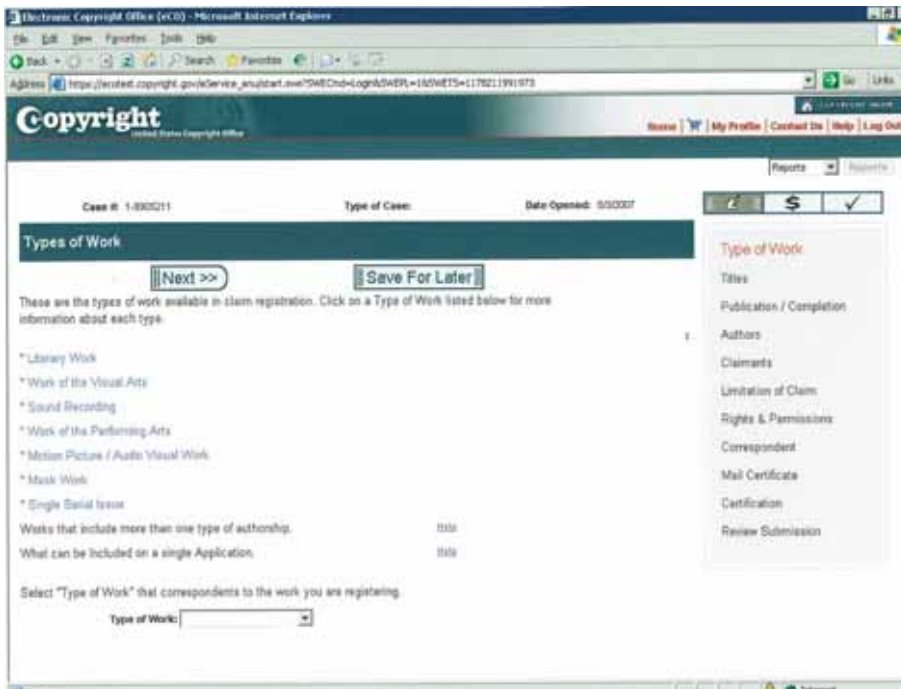 Electronic Copyright Office (eCO) - Microsoft Internet Explorer
File Edit View Favorites Tools Help
Back Search Favorites
Address Go Links
Copyright
United States Copyright Office
Home My Profile Contact Us Help Log Out
Reports Reports
Case #: Type of Case: Date Opened: 5/3/2007
$ ✓
Types of Work
Next >> Save For Later
These are the types of work available in claim registration. Click on a Type of Work listed below for more
information about each type.
* Literary Work
* Work of the Visual Arts
* Sound Recording
* Work of the Performing Arts
* Motion Picture / Audio Visual Work
* Mask Work
* Single Serial Issue
Works that include more than one type of authorship.
What can be Included on a single Application.
Select "Type of Work" that correspondents to the work you are registering.
Type of Work:
Type of Work
Titles
Publication / Completion
Authors
Claimants
Limitation of Claim
Rights & Permissions
Correspondent
Mail Certificate
Certification
Review Submission